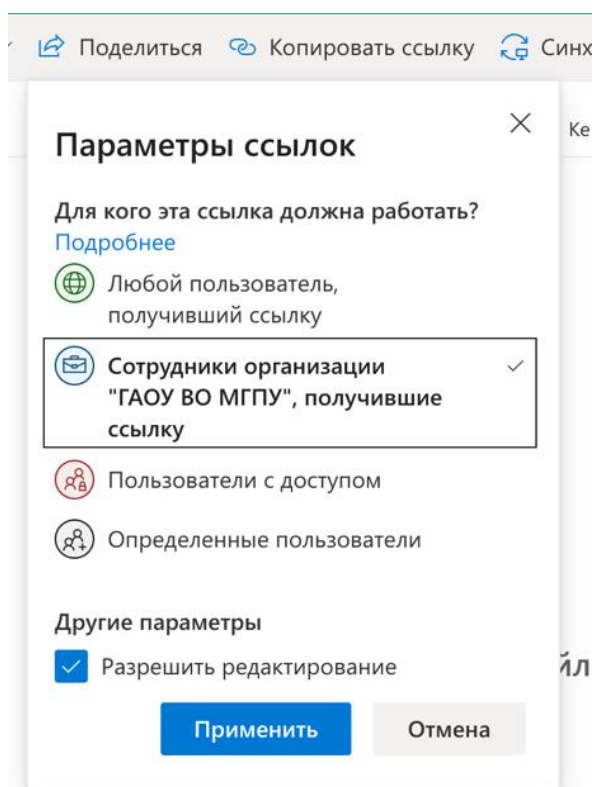 Поделиться Копировать ссылку Синх
Параметры ссылок
Ке
Для кого эта ссылка должна работать?
Подробнее
Любой пользователь,
получивший ссылку
Сотрудники организации
"ГАОУ ВО МГПУ", получившие
ссылку
Пользователи с доступом
Определенные пользователи
Другие параметры
Разрешить редактирование
йл
Применить Отмена